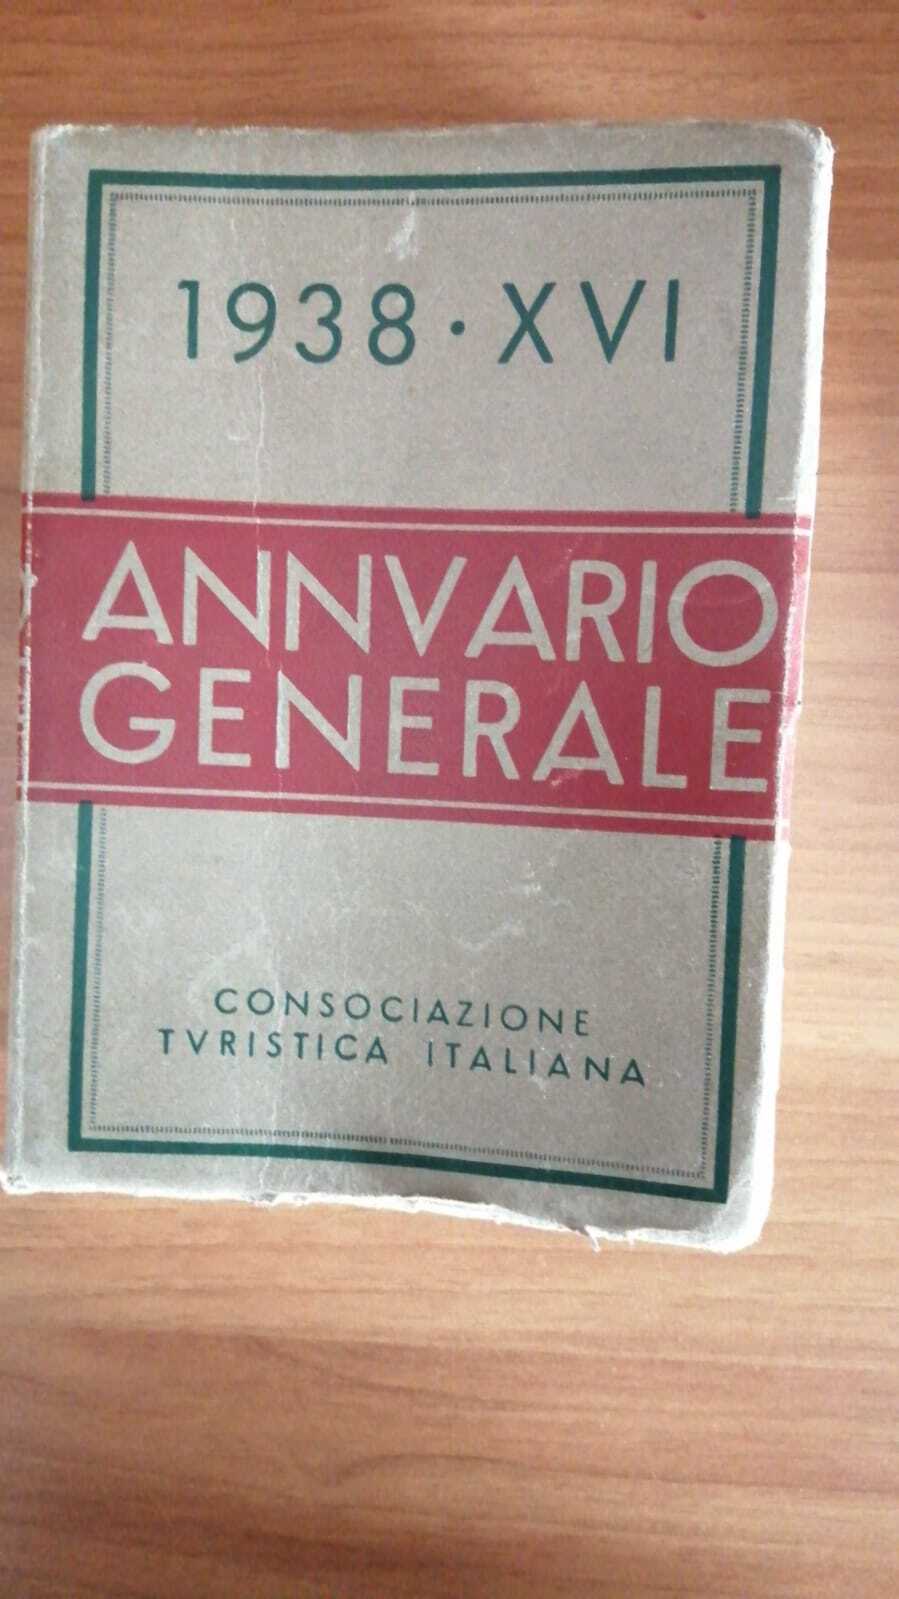 1938 · XVI
ANNVARIO
GENERALE
CONSOCIAZIONE
TVRISTICA ITALIANA